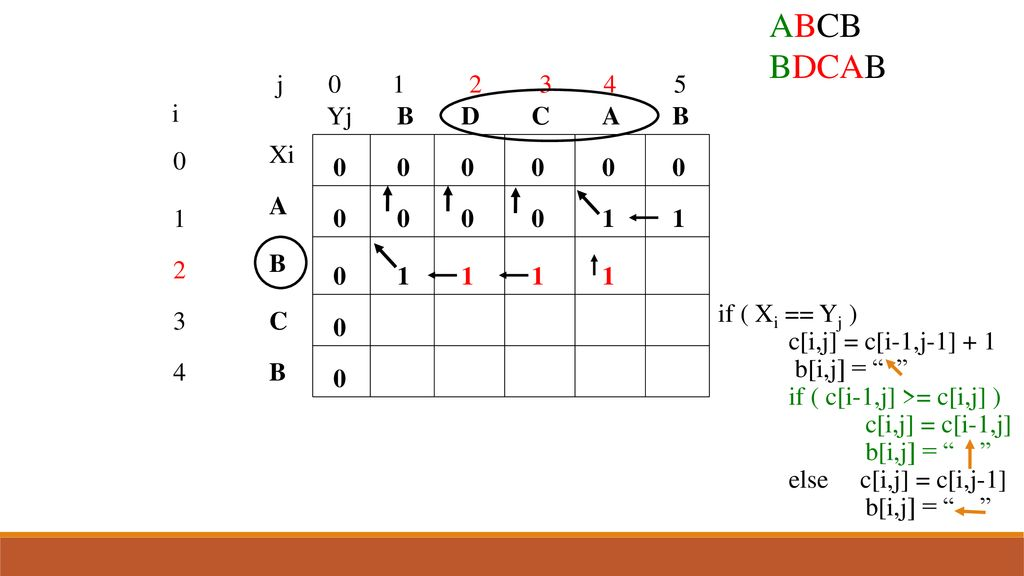 ABCB
BDCAB
j 0 1 2 3 4 5
i Yj B D C A B
0 Xi 0 0 0 0 0 0
1 A 0 0 0 0 1 1
2 B 0 1 1 1 1
3 C 0
4 B 0
if ( Xi == Yj )
c[i,j] = c[i-1,j-1] + 1
b[i,j] = “ ”
if ( c[i-1,j] >= c[i,j] )
c[i,j] = c[i-1,j]
b[i,j] = “ ”
else c[i,j] = c[i,j-1]
b[i,j] = “ ”